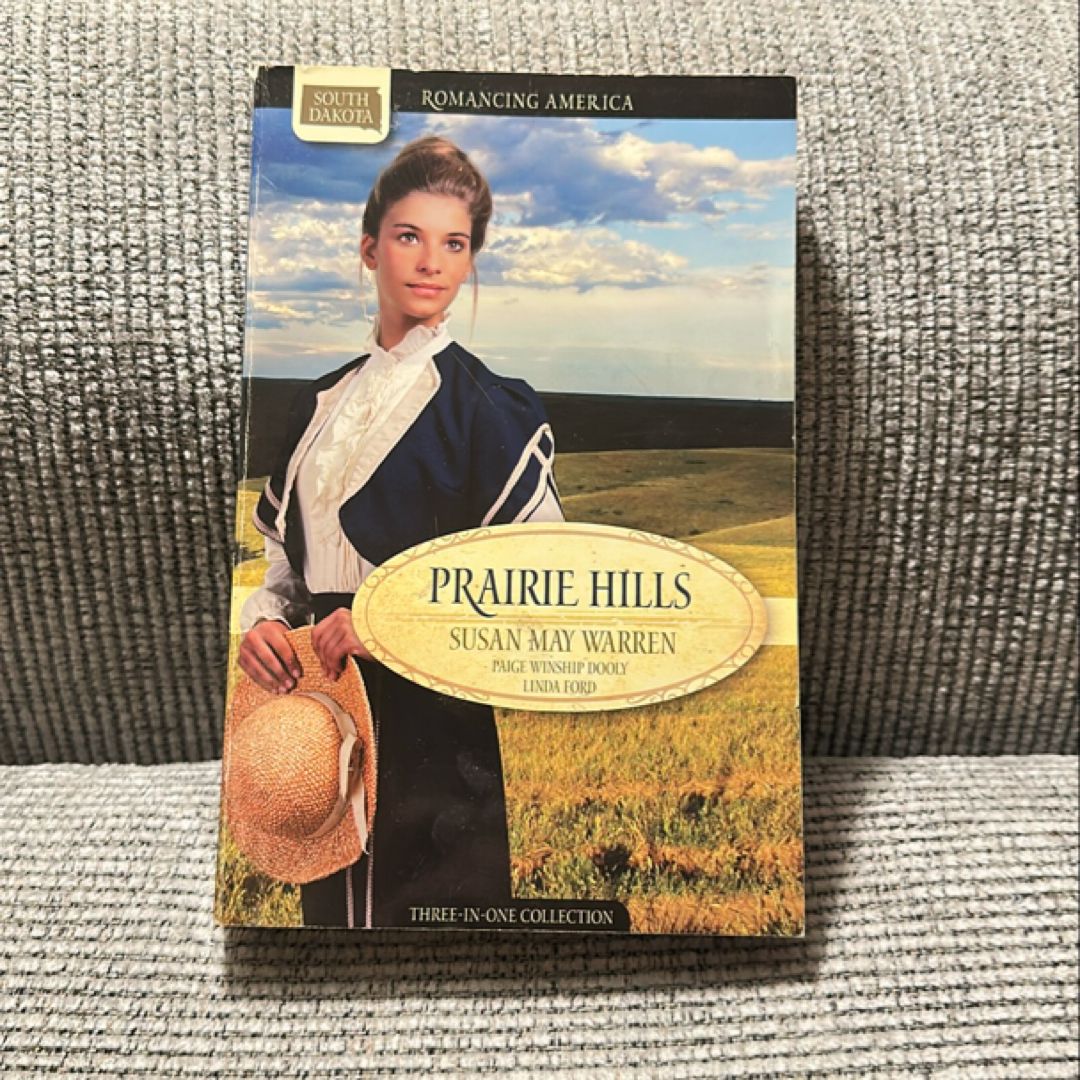 SOUTH
DAKOTA
ROMANCING AMERICA
PRAIRIE HILLS
SUSAN MAY WARREN
PAIGE WINSHIP DOOLY
LINDA FORD
THREE-IN-ONE COLLECTION